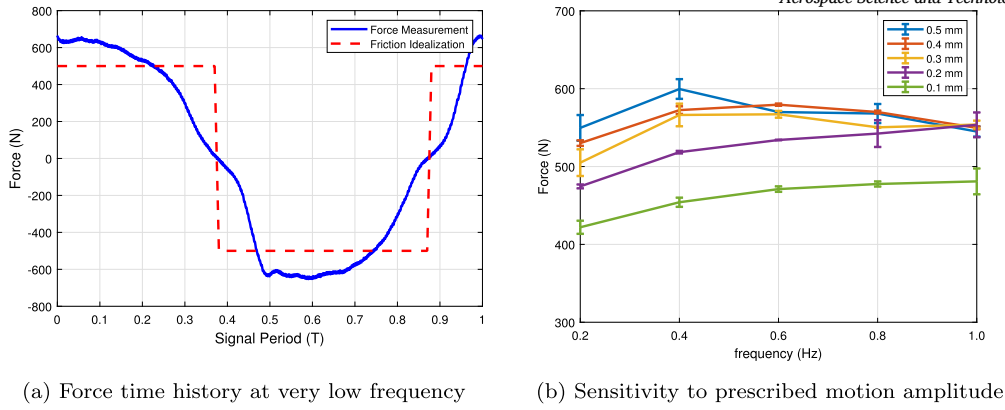 Aerospace Science and Technolo
800
600
400
200
0
-200
-400
-600
-800
Force (N)
0 0.1 0.2 0.3 0.4 0.5 0.6 0.7 0.8 0.9 1
Signal Period (T)
Force Measurement
Friction Idealization
(a) Force time history at very low frequency
700
600
500
400
300
Force (N)
0.2 0.4 0.6 0.8 1.0
frequency (Hz)
0.5 mm
0.4 mm
0.3 mm
0.2 mm
0.1 mm
(b) Sensitivity to prescribed motion amplitude